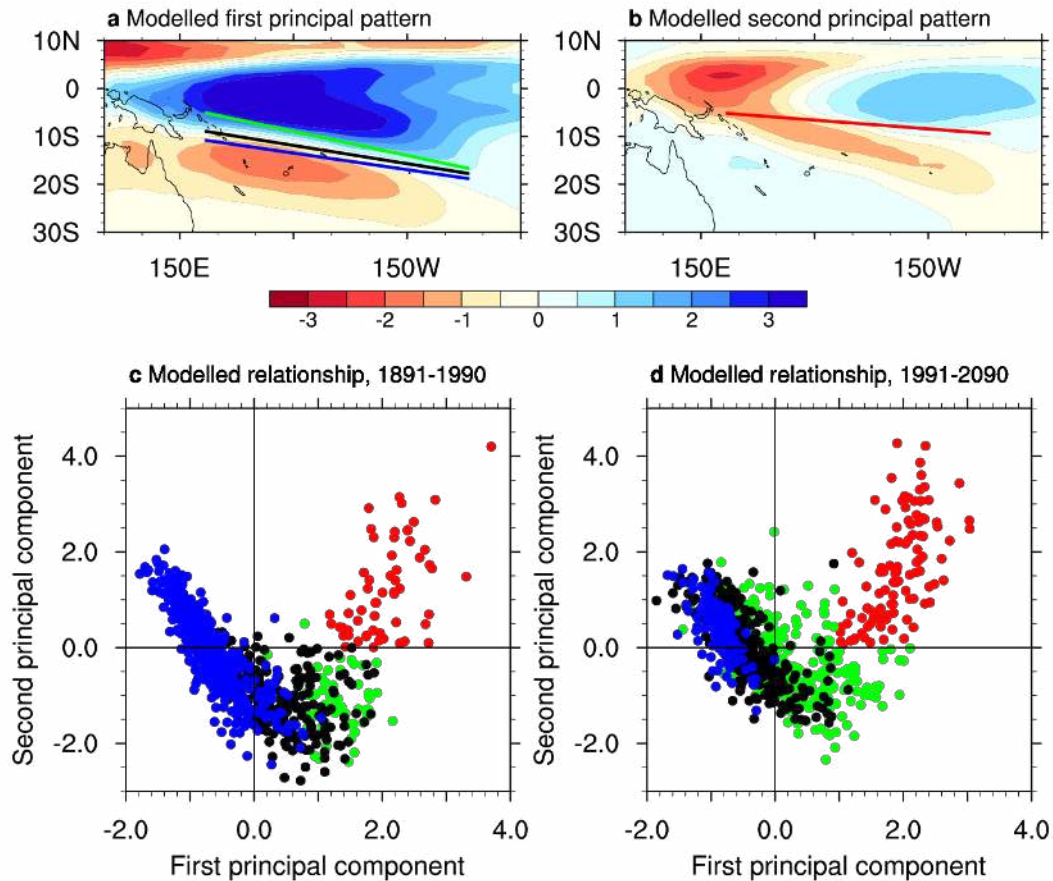 a Modelled first principal pattern
b Modelled second principal pattern
10N
0
10S
20S
30S
150E
150W
10N
0
10S
20S
30S
150E
150W
-3
-2
-1
0
1
2
3
c Modelled relationship, 1891-1990
d Modelled relationship, 1991-2090
Second principal component
4.0
2.0
0.0
-2.0
-2.0
0.0
2.0
4.0
First principal component
Second principal component
4.0
2.0
0.0
-2.0
-2.0
0.0
2.0
4.0
First principal component